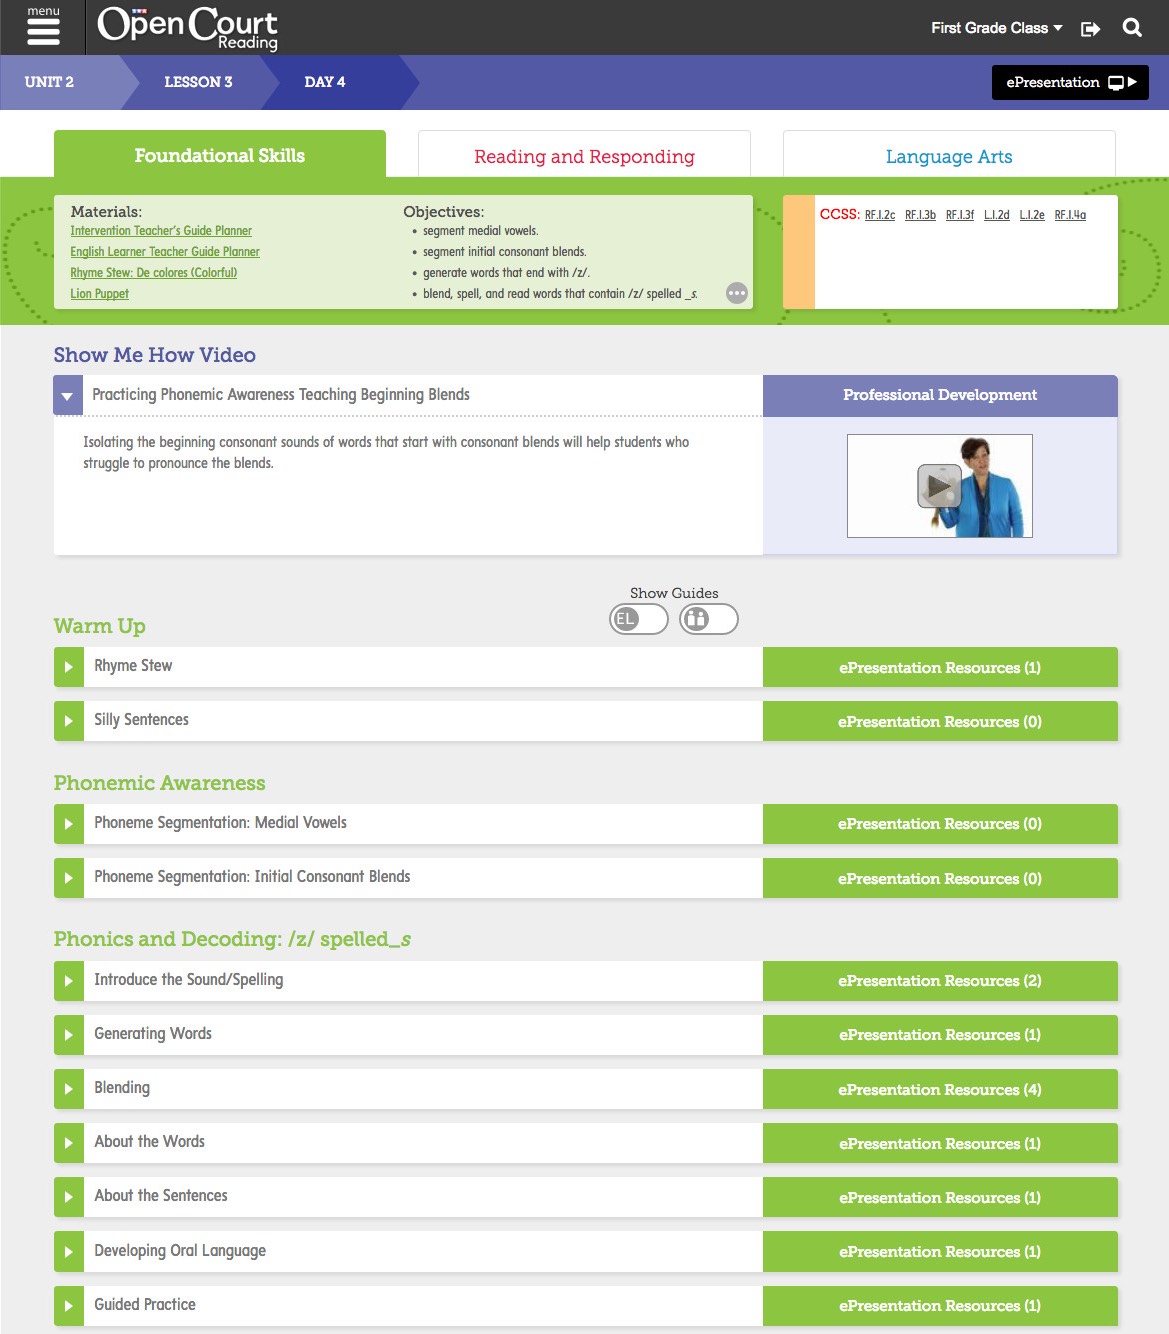 menu
Open Court
Reading
First Grade Class
UNIT 2
LESSON 3
DAY 4
ePresentation
Foundational Skills
Reading and Responding
Language Arts
Materials:
Intervention Teacher's Guide Planner
English Learner Teacher Guide Planner
Rhyme Stew: De colores (Colorful)
Lion Puppet
Objectives:
• segment medial vowels.
• segment initial consonant blends.
• generate words that end with /z/.
• blend, spell, and read words that contain /z/ spelled _s.
CCSS: RF.1.2c RF.1.3b RF.1.3f L.1.2d L.1.2e RF.1.4a
Show Me How Video
Practicing Phonemic Awareness Teaching Beginning Blends
Professional Development
Isolating the beginning consonant sounds of words that start with consonant blends will help students who
struggle to pronounce the blends.
Show Guides
EL
Warm Up
Rhyme Stew
ePresentation Resources (1)
Silly Sentences
ePresentation Resources (0)
Phonemic Awareness
Phoneme Segmentation: Medial Vowels
ePresentation Resources (0)
Phoneme Segmentation: Initial Consonant Blends
ePresentation Resources (0)
Phonics and Decoding: /z/ spelled_s
Introduce the Sound/Spelling
ePresentation Resources (2)
Generating Words
ePresentation Resources (1)
Blending
ePresentation Resources (4)
About the Words
ePresentation Resources (1)
About the Sentences
ePresentation Resources (1)
Developing Oral Language
ePresentation Resources (1)
Guided Practice
ePresentation Resources (1)